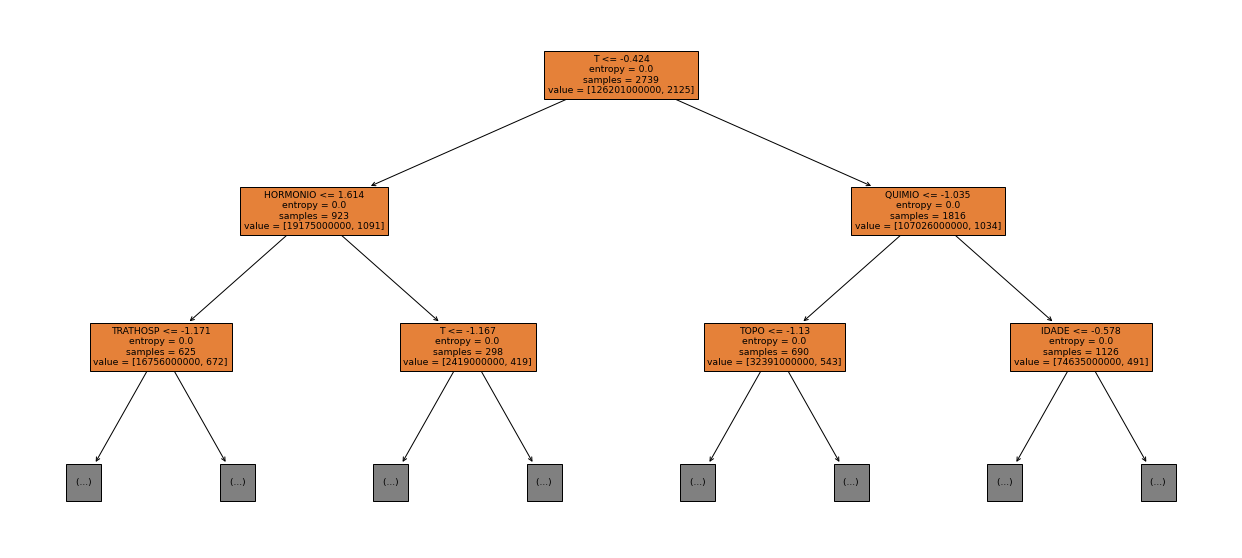 T <= -0.424
entropy = 0.0
samples = 2739
value = [126201000000, 2125]
HORMONIO <= 1.614
entropy = 0.0
samples = 923
value = [19175000000, 1091]
QUIMIO <= -1.035
entropy = 0.0
samples = 1816
value = [107026000000, 1034]
TRATHOSP <= -1.171
entropy = 0.0
samples = 625
value = [16756000000, 672]
T <= -1.167
entropy = 0.0
samples = 298
value = [2419000000, 419]
TOPO <= -1.13
entropy = 0.0
samples = 690
value = [32391000000, 543]
IDADE <= -0.578
entropy = 0.0
samples = 1126
value = [74635000000, 491]
(...)
(...)
(...)
(...)
(...)
(...)
(...)
(...)